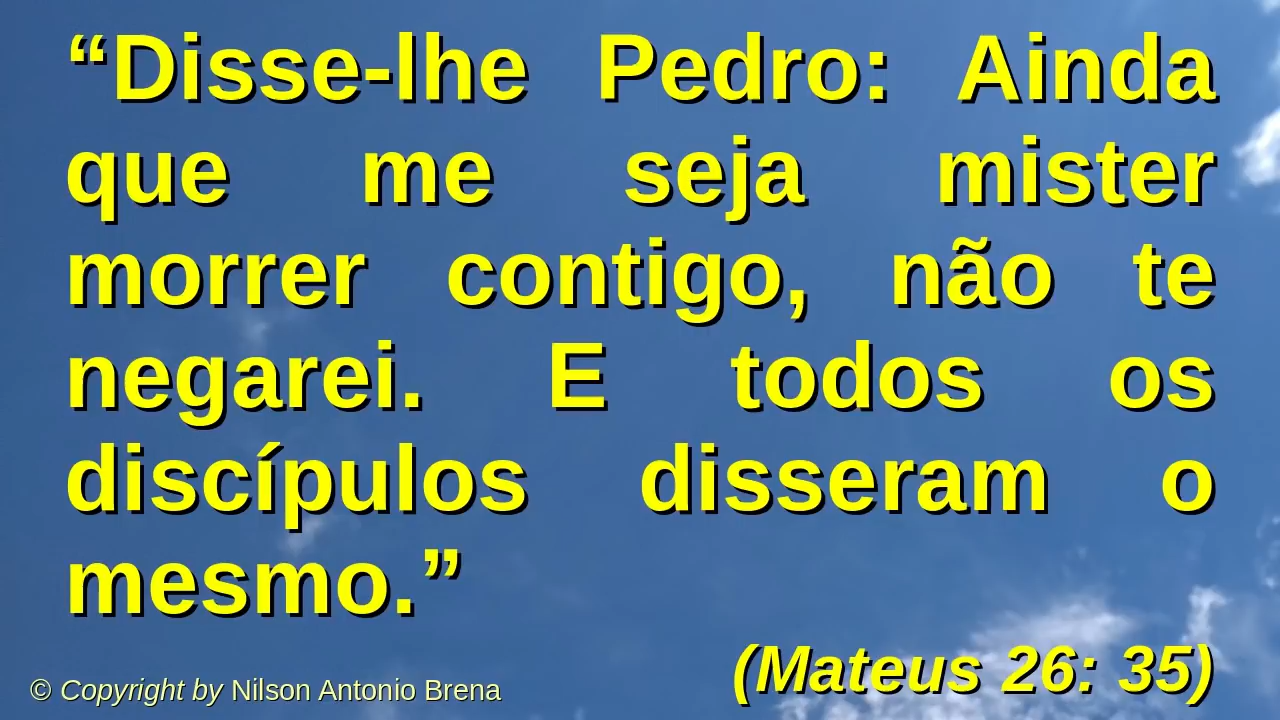 “Disse-lhe Pedro: Ainda
que me seja mister
morrer contigo, não te
negarei. E todos os
discípulos disseram o
mesmo.”
(Mateus 26: 35)
© Copyright by Nilson Antonio Brena